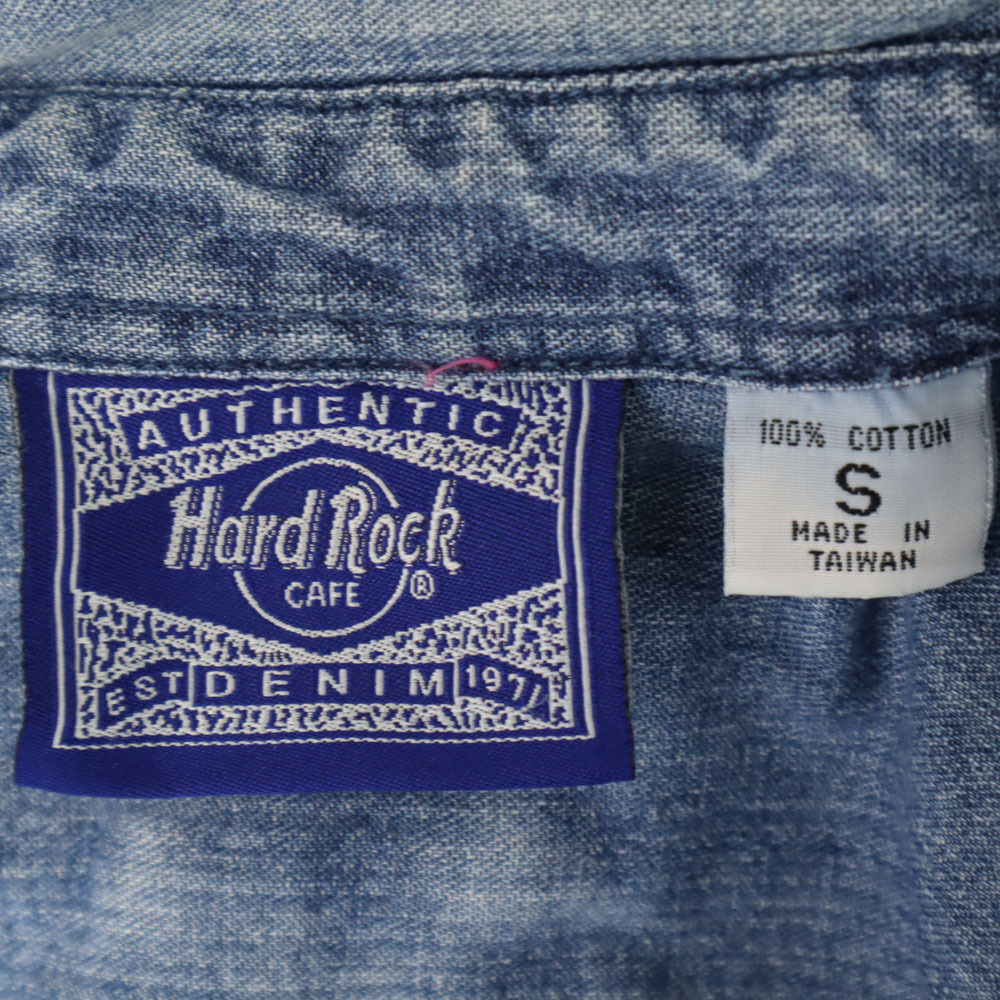 AUTHENTIC
Hard Rock
CAFE ®
EST DENIM 1971
100% COTTON
S
MADE IN
TAIWAN